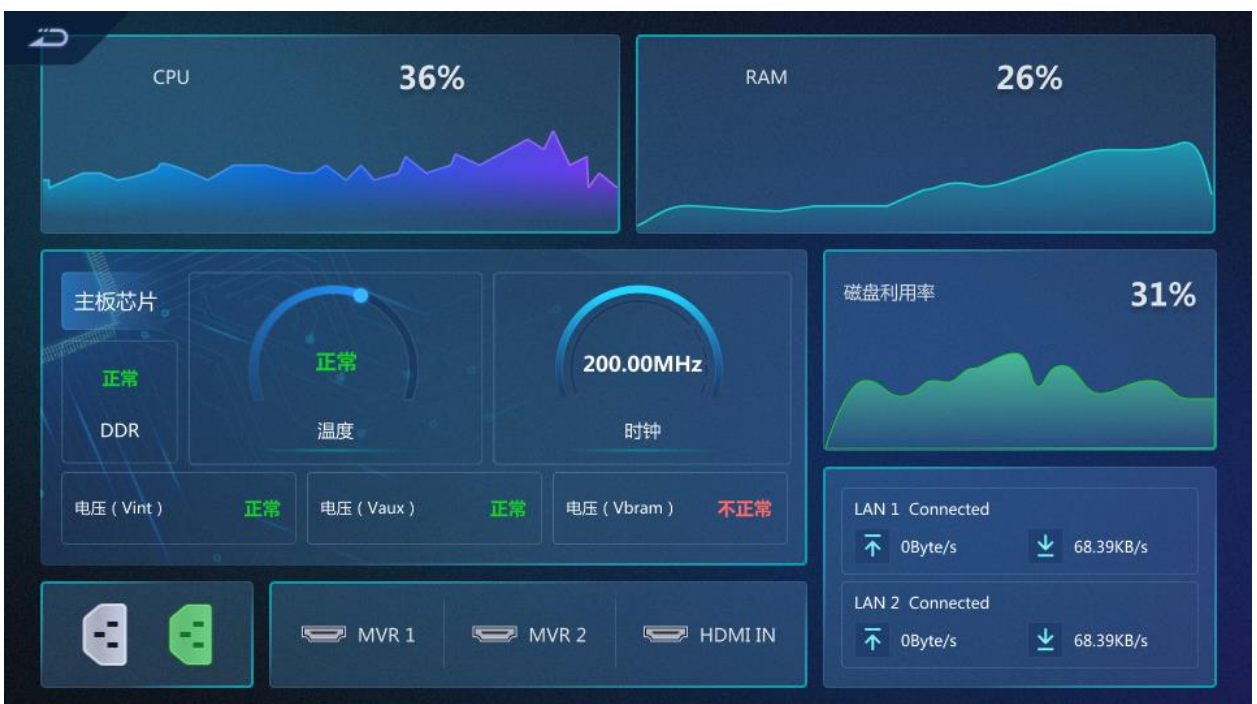 CPU 36%
RAM 26%
主板芯片
正常
DDR
正常
温度
200.00MHz
时钟
电压（Vint） 正常
电压（Vaux） 正常
电压（Vbram） 不正常
磁盘利用率 31%
LAN 1 Connected
0Byte/s 68.39KB/s
LAN 2 Connected
0Byte/s 68.39KB/s
MVR 1 MVR 2 HDMI IN